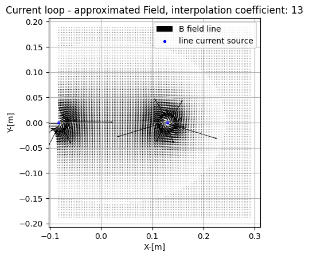 Current loop - approximated Field, interpolation coefficient: 13
B field line
line current source
Y-[m]
0.20
0.15
0.10
0.05
0.00
−0.05
−0.10
−0.15
−0.20
−0.1
0.0
0.1
0.2
0.3
X-[m]